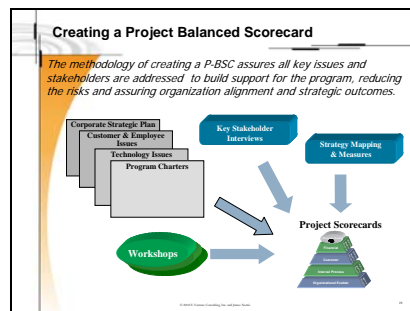 Creating a Project Balanced Scorecard
The methodology of creating a P-BSC assures all key issues and
stakeholders are addressed to build support for the program, reducing
the risks and assuring organization alignment and strategic outcomes.
Corporate Strategic Plan
Customer & Employee
Issues
Technology Issues
Program Charters
Key Stakeholder
Interviews
Strategy Mapping
& Measures
Workshops
Project Scorecards
Financial
Customer
Internal Process